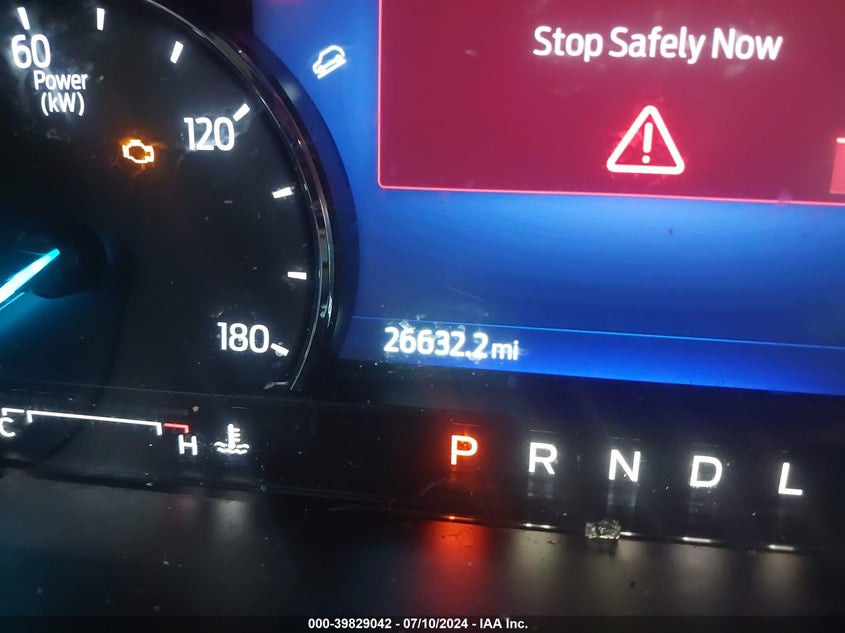 60
Power
(kW)
120
180
Stop Safely Now
26632.2 mi
C
H
P R N D L
000-39829042 - 07/10/2024 - IAA Inc.